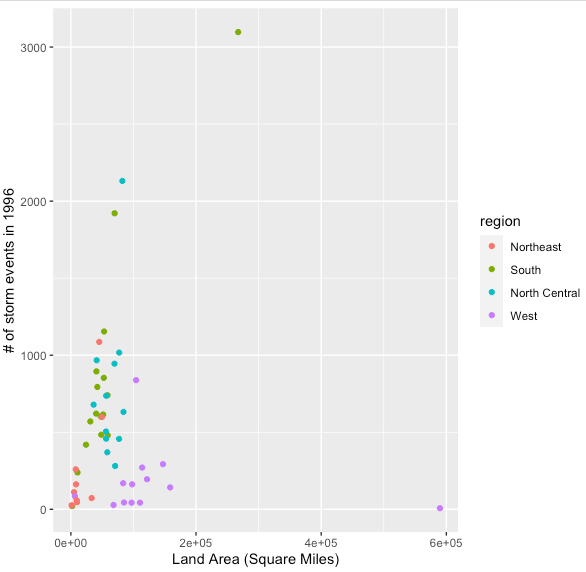 3000
2000
1000
0
# of storm events in 1996
0e+00
2e+05
4e+05
6e+05
Land Area (Square Miles)
region
Northeast
South
North Central
West